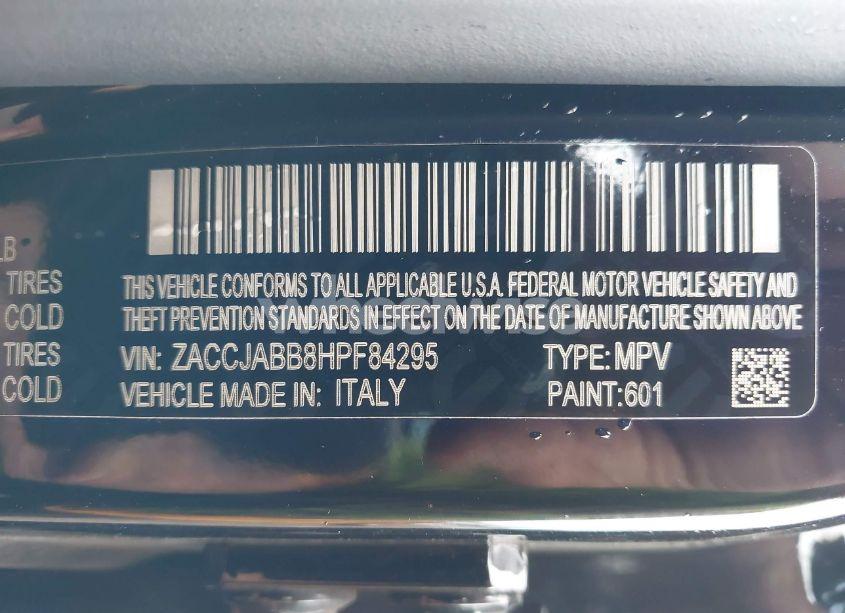 LB
THIS VEHICLE CONFORMS TO ALL APPLICABLE U.S.A. FEDERAL MOTOR VEHICLE SAFETY AND
TIRES
THEFT PREVENTION STANDARDS IN EFFECT ON THE DATE OF MANUFACTURE SHOWN ABOVE
COLD
VIN: ZACCJABB8HPF84295 TYPE: MPV
TIRES
VEHICLE MADE IN: ITALY PAINT:601
COLD